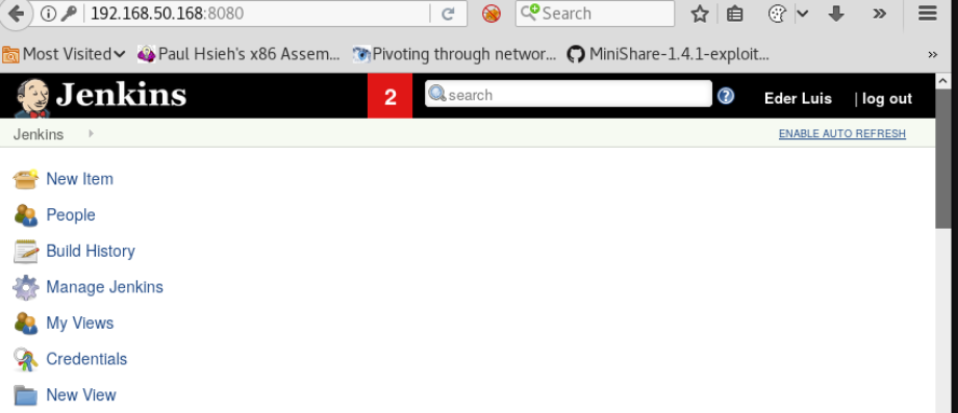 192.168.50.168:8080 Search
Most Visited Paul Hsieh's x86 Assem... Pivoting through networ... MiniShare-1.4.1-exploit... »
Jenkins 2 search ? Eder Luis | log out
Jenkins ENABLE AUTO REFRESH
New Item
People
Build History
Manage Jenkins
My Views
Credentials
New View